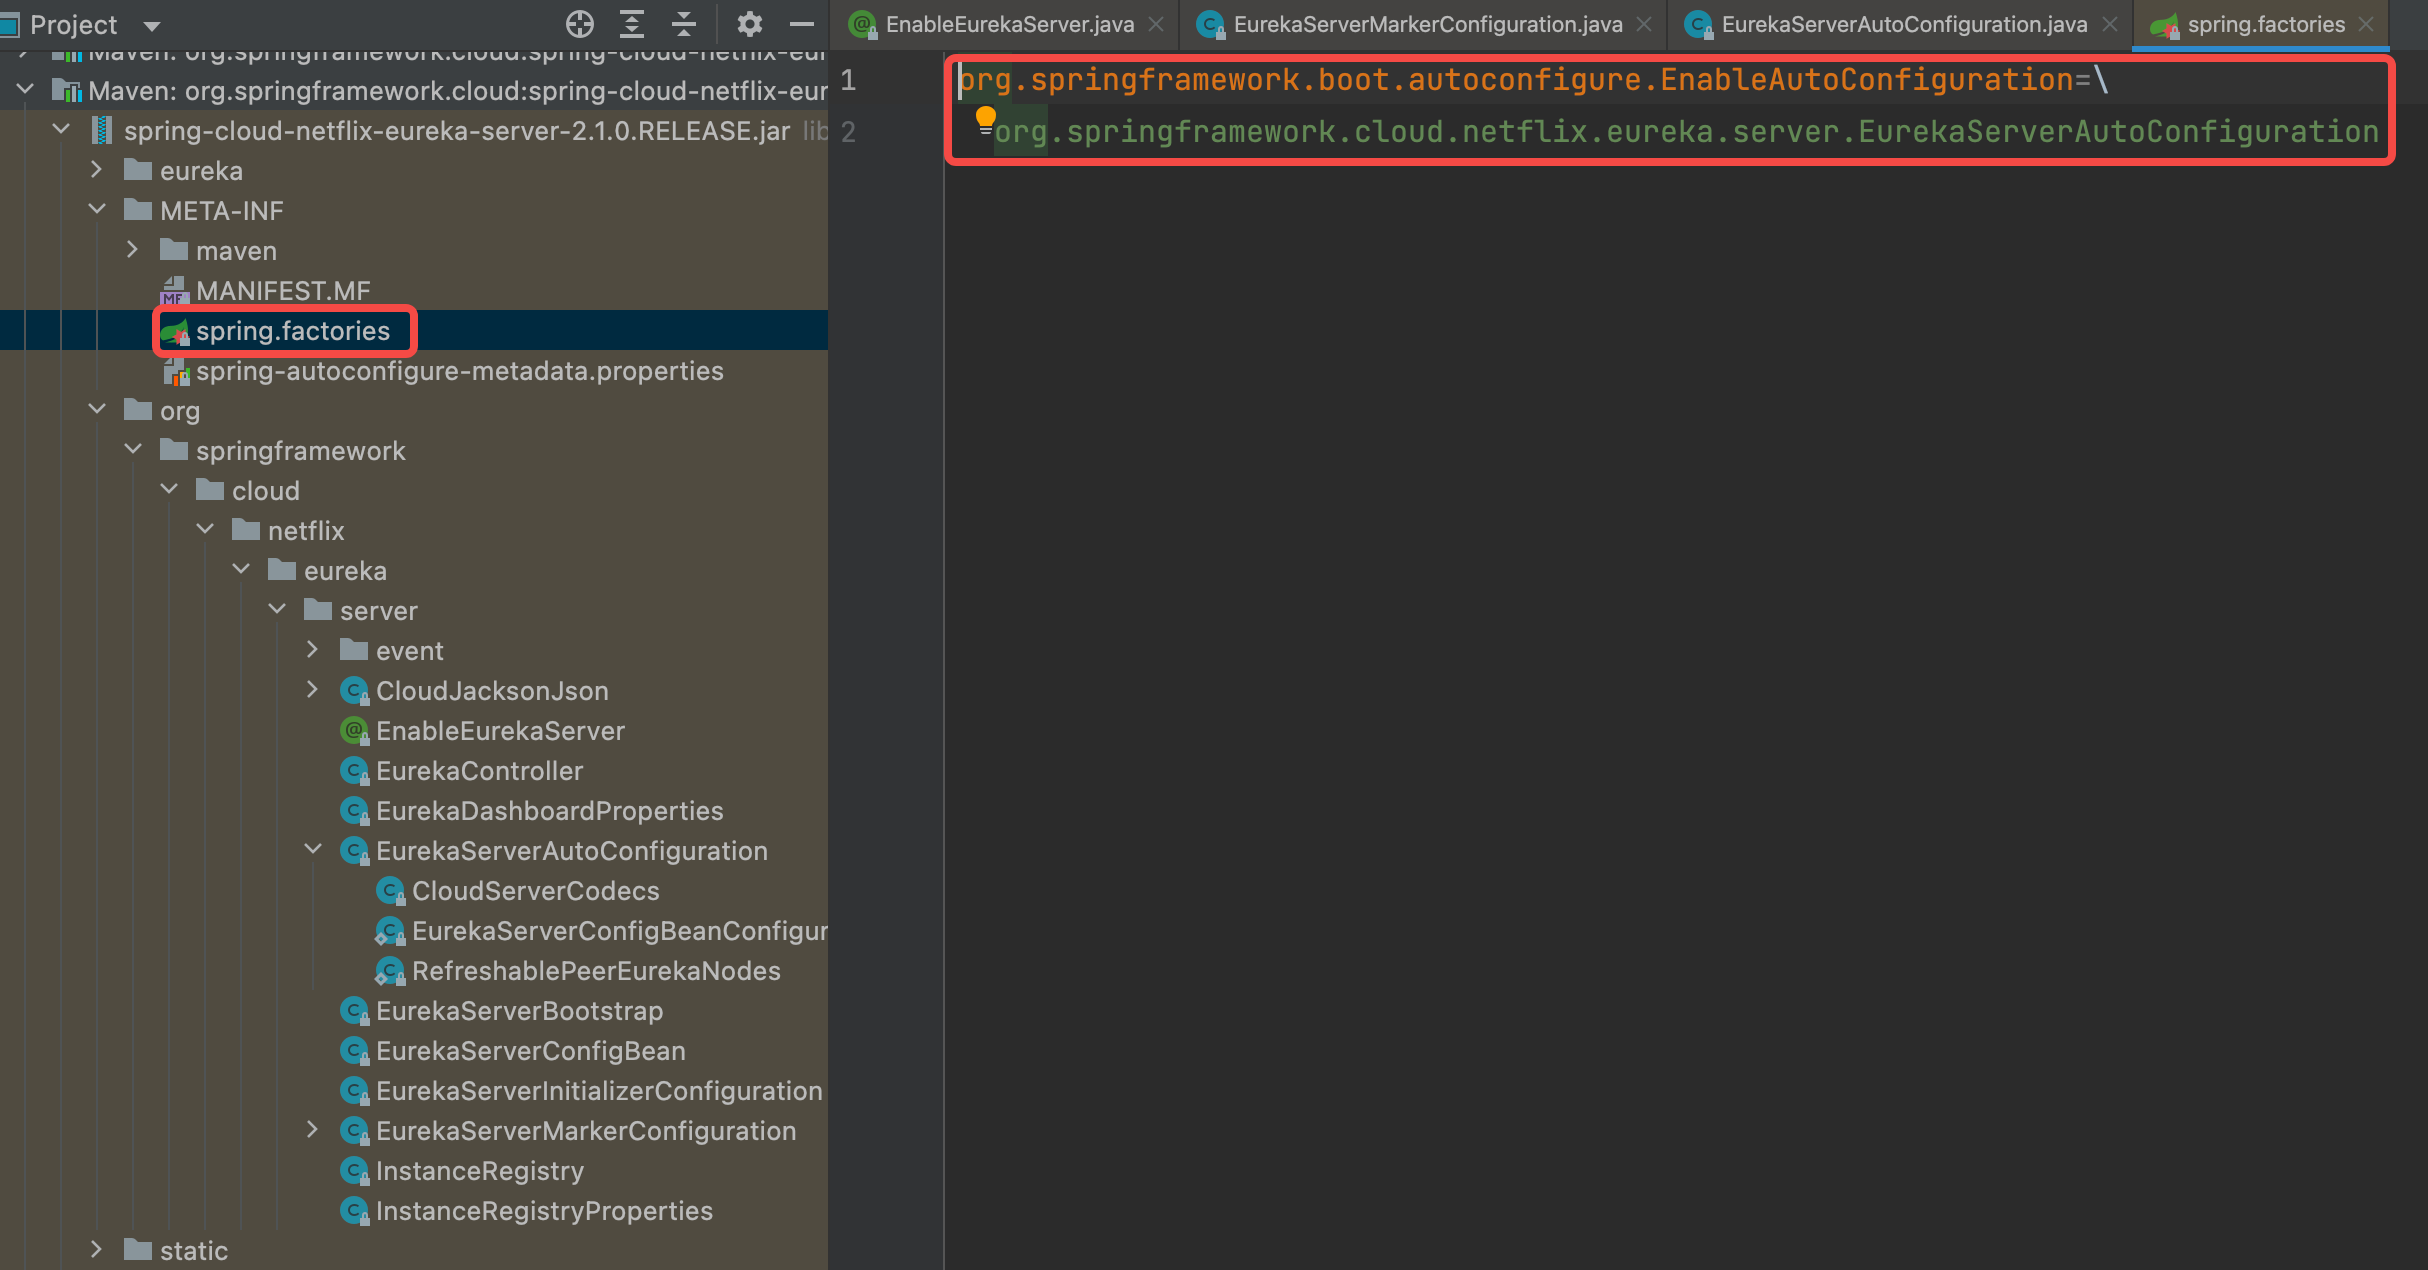 Project
EnableEurekaServer.java
EurekaServerMarkerConfiguration.java
EurekaServerAutoConfiguration.java
spring.factories
Maven: org.springframework.cloud:spring-cloud-netflix-eur
Maven: org.springframework.cloud:spring-cloud-netflix-eur
spring-cloud-netflix-eureka-server-2.1.0.RELEASE.jar lib
eureka
META-INF
maven
MANIFEST.MF
spring.factories
spring-autoconfigure-metadata.properties
org
springframework
cloud
netflix
eureka
server
event
CloudJacksonJson
EnableEurekaServer
EurekaController
EurekaDashboardProperties
EurekaServerAutoConfiguration
CloudServerCodecs
EurekaServerConfigBeanConfigur
RefreshablePeerEurekaNodes
EurekaServerBootstrap
EurekaServerConfigBean
EurekaServerInitializerConfiguration
EurekaServerMarkerConfiguration
InstanceRegistry
InstanceRegistryProperties
static
1 org.springframework.boot.autoconfigure.EnableAutoConfiguration=\
2 org.springframework.cloud.netflix.eureka.server.EurekaServerAutoConfiguration